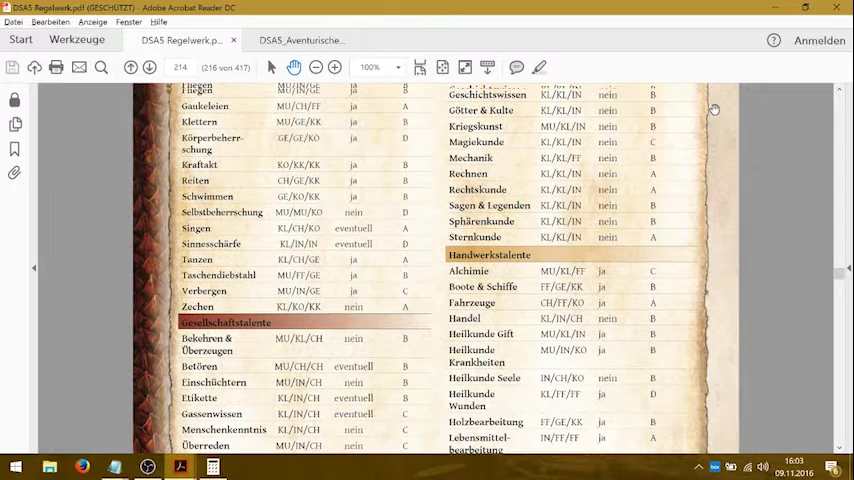 DSA5 Regelwerk.pdf (GESCHÜTZT) - Adobe Acrobat Reader DC
Datei Bearbeiten Anzeige Fenster Hilfe
Start Werkzeuge DSA5 Regelwerk.p... × DSA5_Aventurische... Anmelden
214 (216 von 417) 100%
Fliegen MU/IN/GE ja B
Gaukeleien MU/CH/FF ja A
Klettern MU/GE/KK ja B
Körperbeherr- GE/GE/KO ja D
schung
Kraftakt KO/KK/KK ja B
Reiten CH/GE/KK ja B
Schwimmen GE/KO/KK ja B
Selbstbeherrschung MU/MU/KO nein D
Singen KL/CH/KO eventuell A
Sinnesschärfe KL/IN/IN eventuell D
Tanzen KL/CH/GE ja A
Taschendiebstahl MU/FF/GE ja B
Verbergen MU/IN/GE ja C
Zechen KL/KO/KK nein A
Gesellschaftstalente
Bekehren & MU/KL/CH nein B
Überzeugen
Betören MU/CH/CH eventuell B
Einschüchtern MU/IN/CH nein B
Etikette KL/IN/CH eventuell B
Gassenwissen KL/IN/CH eventuell C
Menschenkenntnis KL/IN/CH nein C
Überreden MU/IN/CH nein C
Geschichtswissen KL/KL/IN nein B
Götter & Kulte KL/KL/IN nein B
Kriegskunst MU/KL/IN nein B
Magiekunde KL/KL/IN nein C
Mechanik KL/KL/FF nein B
Rechnen KL/KL/IN nein A
Rechtskunde KL/KL/IN nein A
Sagen & Legenden KL/KL/IN nein B
Sphärenkunde KL/KL/IN nein B
Sternkunde KL/KL/IN nein A
Handwerkstalente
Alchimie MU/KL/FF ja C
Boote & Schiffe FF/GE/KK ja B
Fahrzeuge CH/FF/KO ja A
Handel KL/IN/CH nein B
Heilkunde Gift MU/KL/IN ja B
Heilkunde MU/IN/KO ja B
Krankheiten
Heilkunde Seele IN/CH/KO nein B
Heilkunde KL/FF/FF ja D
Wunden
Holzbearbeitung FF/GE/KK ja B
Lebensmittel- IN/FF/FF ja A
bearbeitung
16:03
09.11.2016